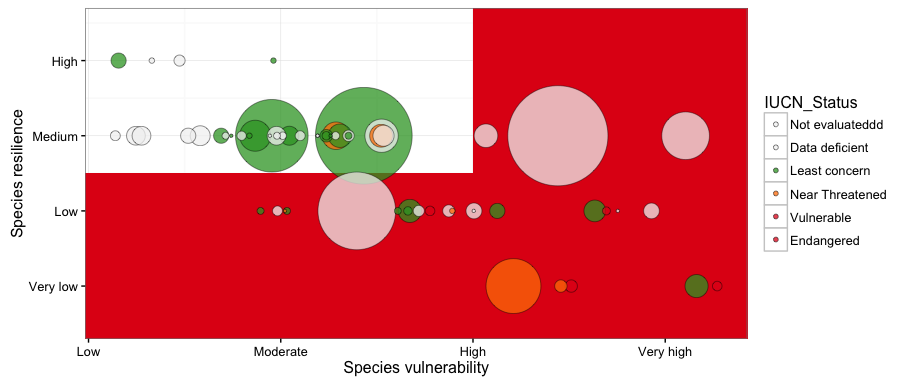 Species resilience
High
Medium
Low
Very low
Low
Moderate
High
Very high
Species vulnerability
IUCN_Status
Not evaluateddd
Data deficient
Least concern
Near Threatened
Vulnerable
Endangered